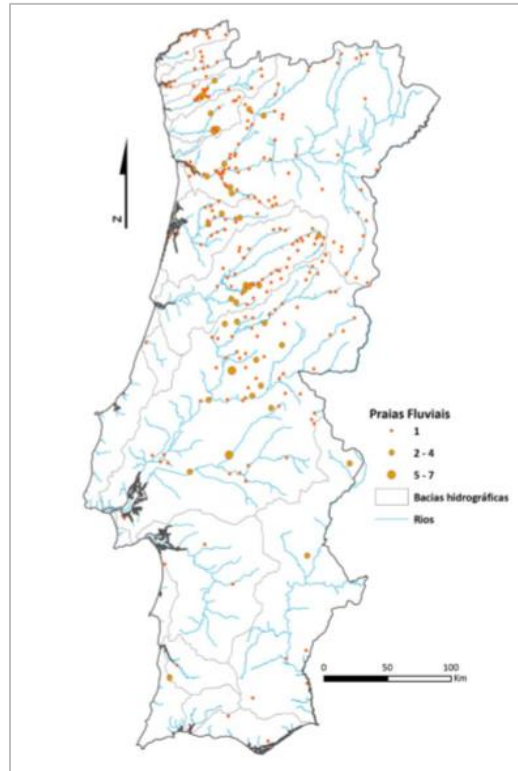 N
Praias Fluviais
1
2 - 4
5 - 7
Bacias hidrográficas
Rios
0 50 100
Km